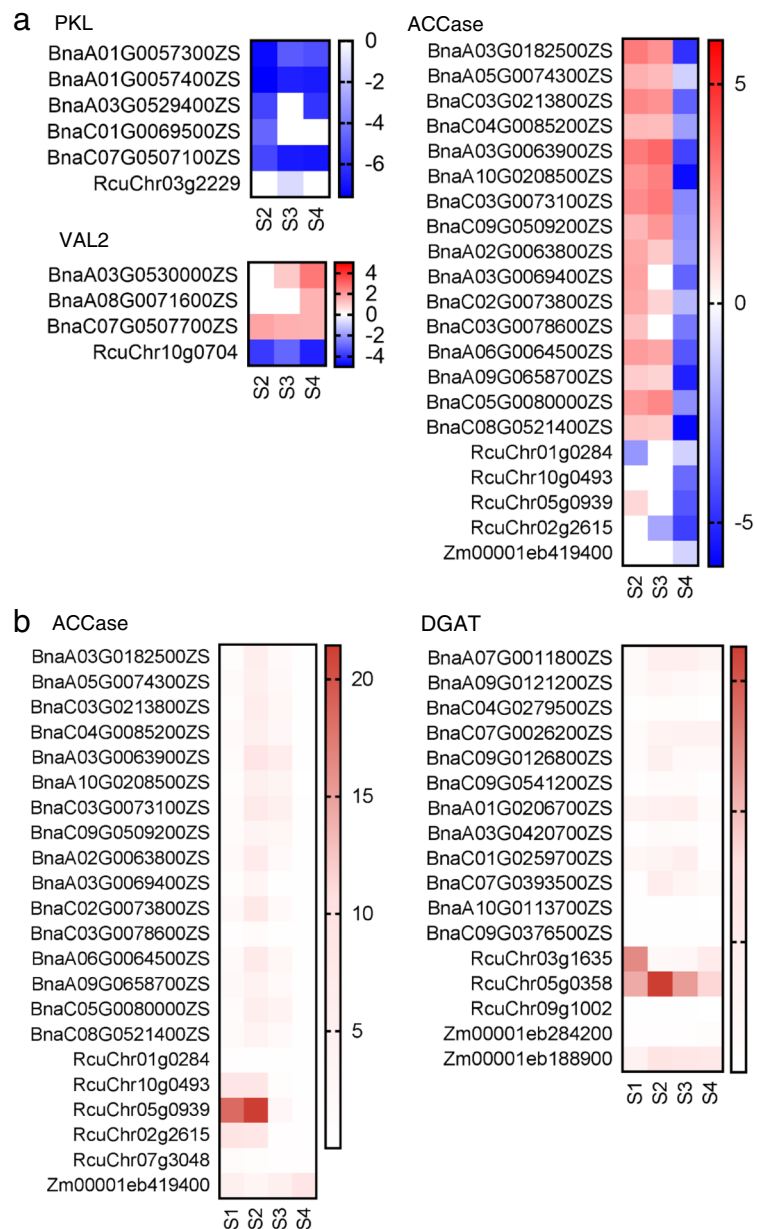 a
PKL
BnaA01G0057300ZS
BnaA01G0057400ZS
BnaA03G0529400ZS
BnaC01G0069500ZS
BnaC07G0507100ZS
RcuChr03g2229
0
-2
-4
-6
S2 S3 S4
VAL2
BnaA03G0530000ZS
BnaA08G0071600ZS
BnaC07G0507700ZS
RcuChr10g0704
4
2
0
-2
-4
S2 S3 S4
ACCase
BnaA03G0182500ZS
BnaA05G0074300ZS
BnaC03G0213800ZS
BnaC04G0085200ZS
BnaA03G0063900ZS
BnaA10G0208500ZS
BnaC03G0073100ZS
BnaC09G0509200ZS
BnaA02G0063800ZS
BnaA03G0069400ZS
BnaC02G0073800ZS
BnaC03G0078600ZS
BnaA06G0064500ZS
BnaA09G0658700ZS
BnaC05G0080000ZS
BnaC08G0521400ZS
RcuChr01g0284
RcuChr10g0493
RcuChr05g0939
RcuChr02g2615
Zm00001eb419400
5
0
-5
S2 S3 S4
b
ACCase
BnaA03G0182500ZS
BnaA05G0074300ZS
BnaC03G0213800ZS
BnaC04G0085200ZS
BnaA03G0063900ZS
BnaA10G0208500ZS
BnaC03G0073100ZS
BnaC09G0509200ZS
BnaA02G0063800ZS
BnaA03G0069400ZS
BnaC02G0073800ZS
BnaC03G0078600ZS
BnaA06G0064500ZS
BnaA09G0658700ZS
BnaC05G0080000ZS
BnaC08G0521400ZS
RcuChr01g0284
RcuChr10g0493
RcuChr05g0939
RcuChr02g2615
RcuChr07g3048
Zm00001eb419400
20
15
10
5
S1 S2 S3 S4
DGAT
BnaA07G0011800ZS
BnaA09G0121200ZS
BnaC04G0279500ZS
BnaC07G0026200ZS
BnaC09G0126800ZS
BnaC09G0541200ZS
BnaA01G0206700ZS
BnaA03G0420700ZS
BnaC01G0259700ZS
BnaC07G0393500ZS
BnaA10G0113700ZS
BnaC09G0376500ZS
RcuChr03g1635
RcuChr05g0358
RcuChr09g1002
Zm00001eb284200
Zm00001eb188900
S1 S2 S3 S4